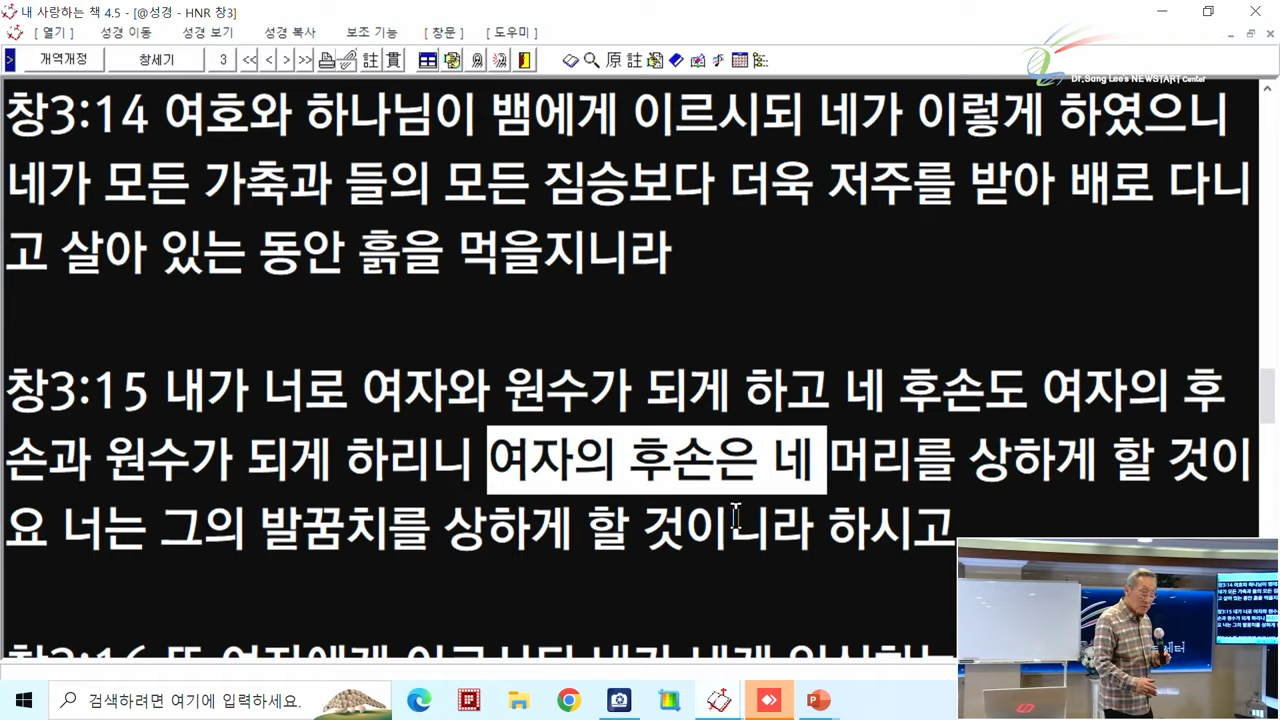 내 사랑하는 책 4.5 - [@성경 - HNR 창3]
[ 열기 ] 성경 이동 성경 보기 성경 복사 보조 기능 [ 창문 ] [ 도우미 ]
> 개역개정 창세기 3 << < > >> 註 貫 原 註
Dr.Sang Lee's NEWSTART Center
창3:14 여호와 하나님이 뱀에게 이르시되 네가 이렇게 하였으니
네가 모든 가축과 들의 모든 짐승보다 더욱 저주를 받아 배로 다니
고 살아 있는 동안 흙을 먹을지니라
창3:15 내가 너로 여자와 원수가 되게 하고 네 후손도 여자의 후
손과 원수가 되게 하리니 여자의 후손은 네 머리를 상하게 할 것이
요 너는 그의 발꿈치를 상하게 할 것이니라 하시고
검색하려면 여기에 입력하세요.